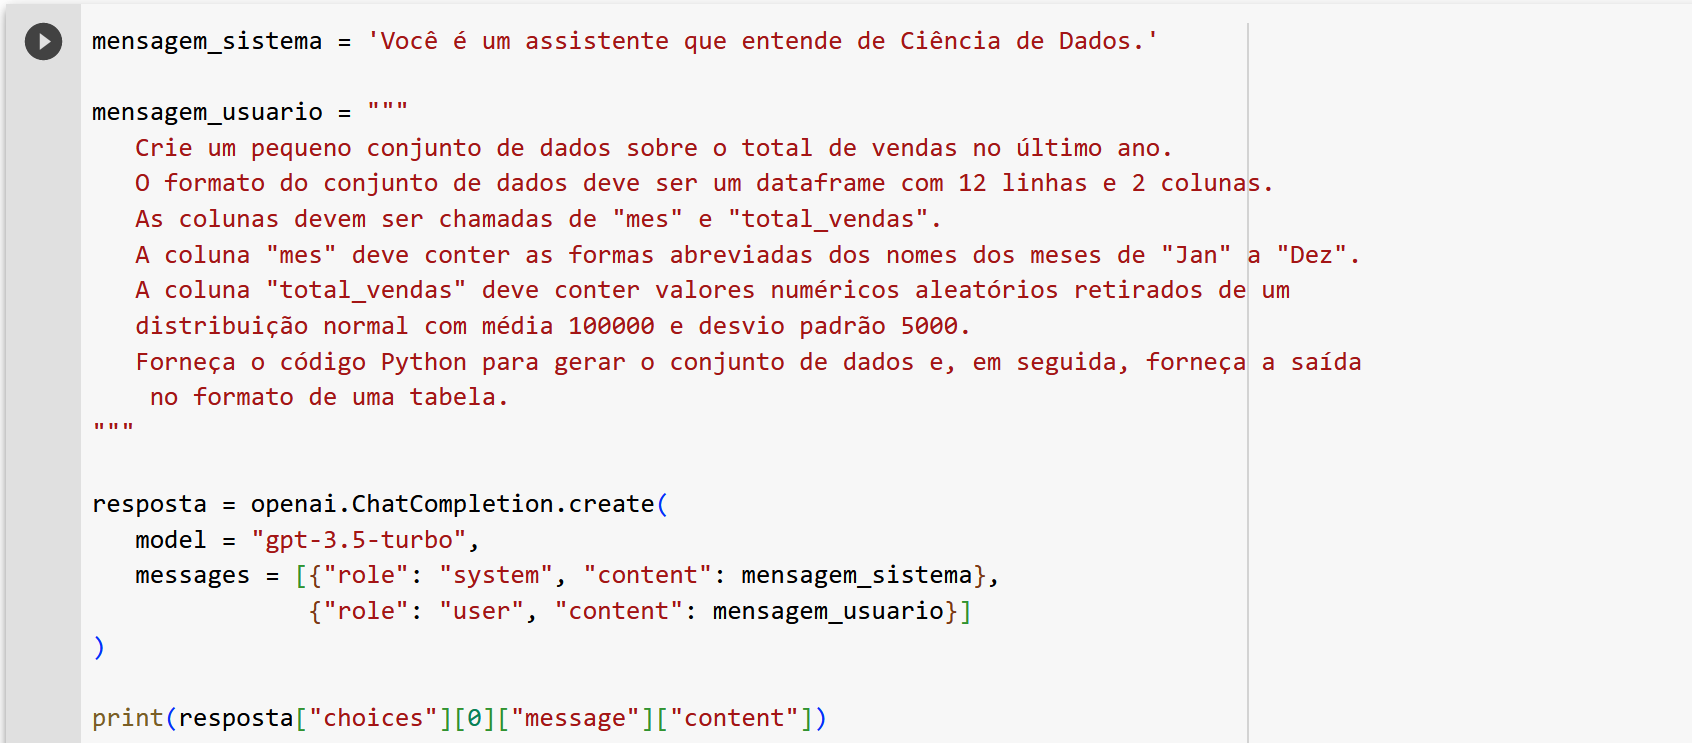 mensagem_sistema = 'Você é um assistente que entende de Ciência de Dados.'
mensagem_usuario = """
Crie um pequeno conjunto de dados sobre o total de vendas no último ano.
O formato do conjunto de dados deve ser um dataframe com 12 linhas e 2 colunas.
As colunas devem ser chamadas de "mes" e "total_vendas".
A coluna "mes" deve conter as formas abreviadas dos nomes dos meses de "Jan" a "Dez".
A coluna "total_vendas" deve conter valores numéricos aleatórios retirados de um
distribuição normal com média 100000 e desvio padrão 5000.
Forneça o código Python para gerar o conjunto de dados e, em seguida, forneça a saída
no formato de uma tabela.
"""
resposta = openai.ChatCompletion.create(
model = "gpt-3.5-turbo",
messages = [{"role": "system", "content": mensagem_sistema},
{"role": "user", "content": mensagem_usuario}]
)
print(resposta["choices"][0]["message"]["content"])